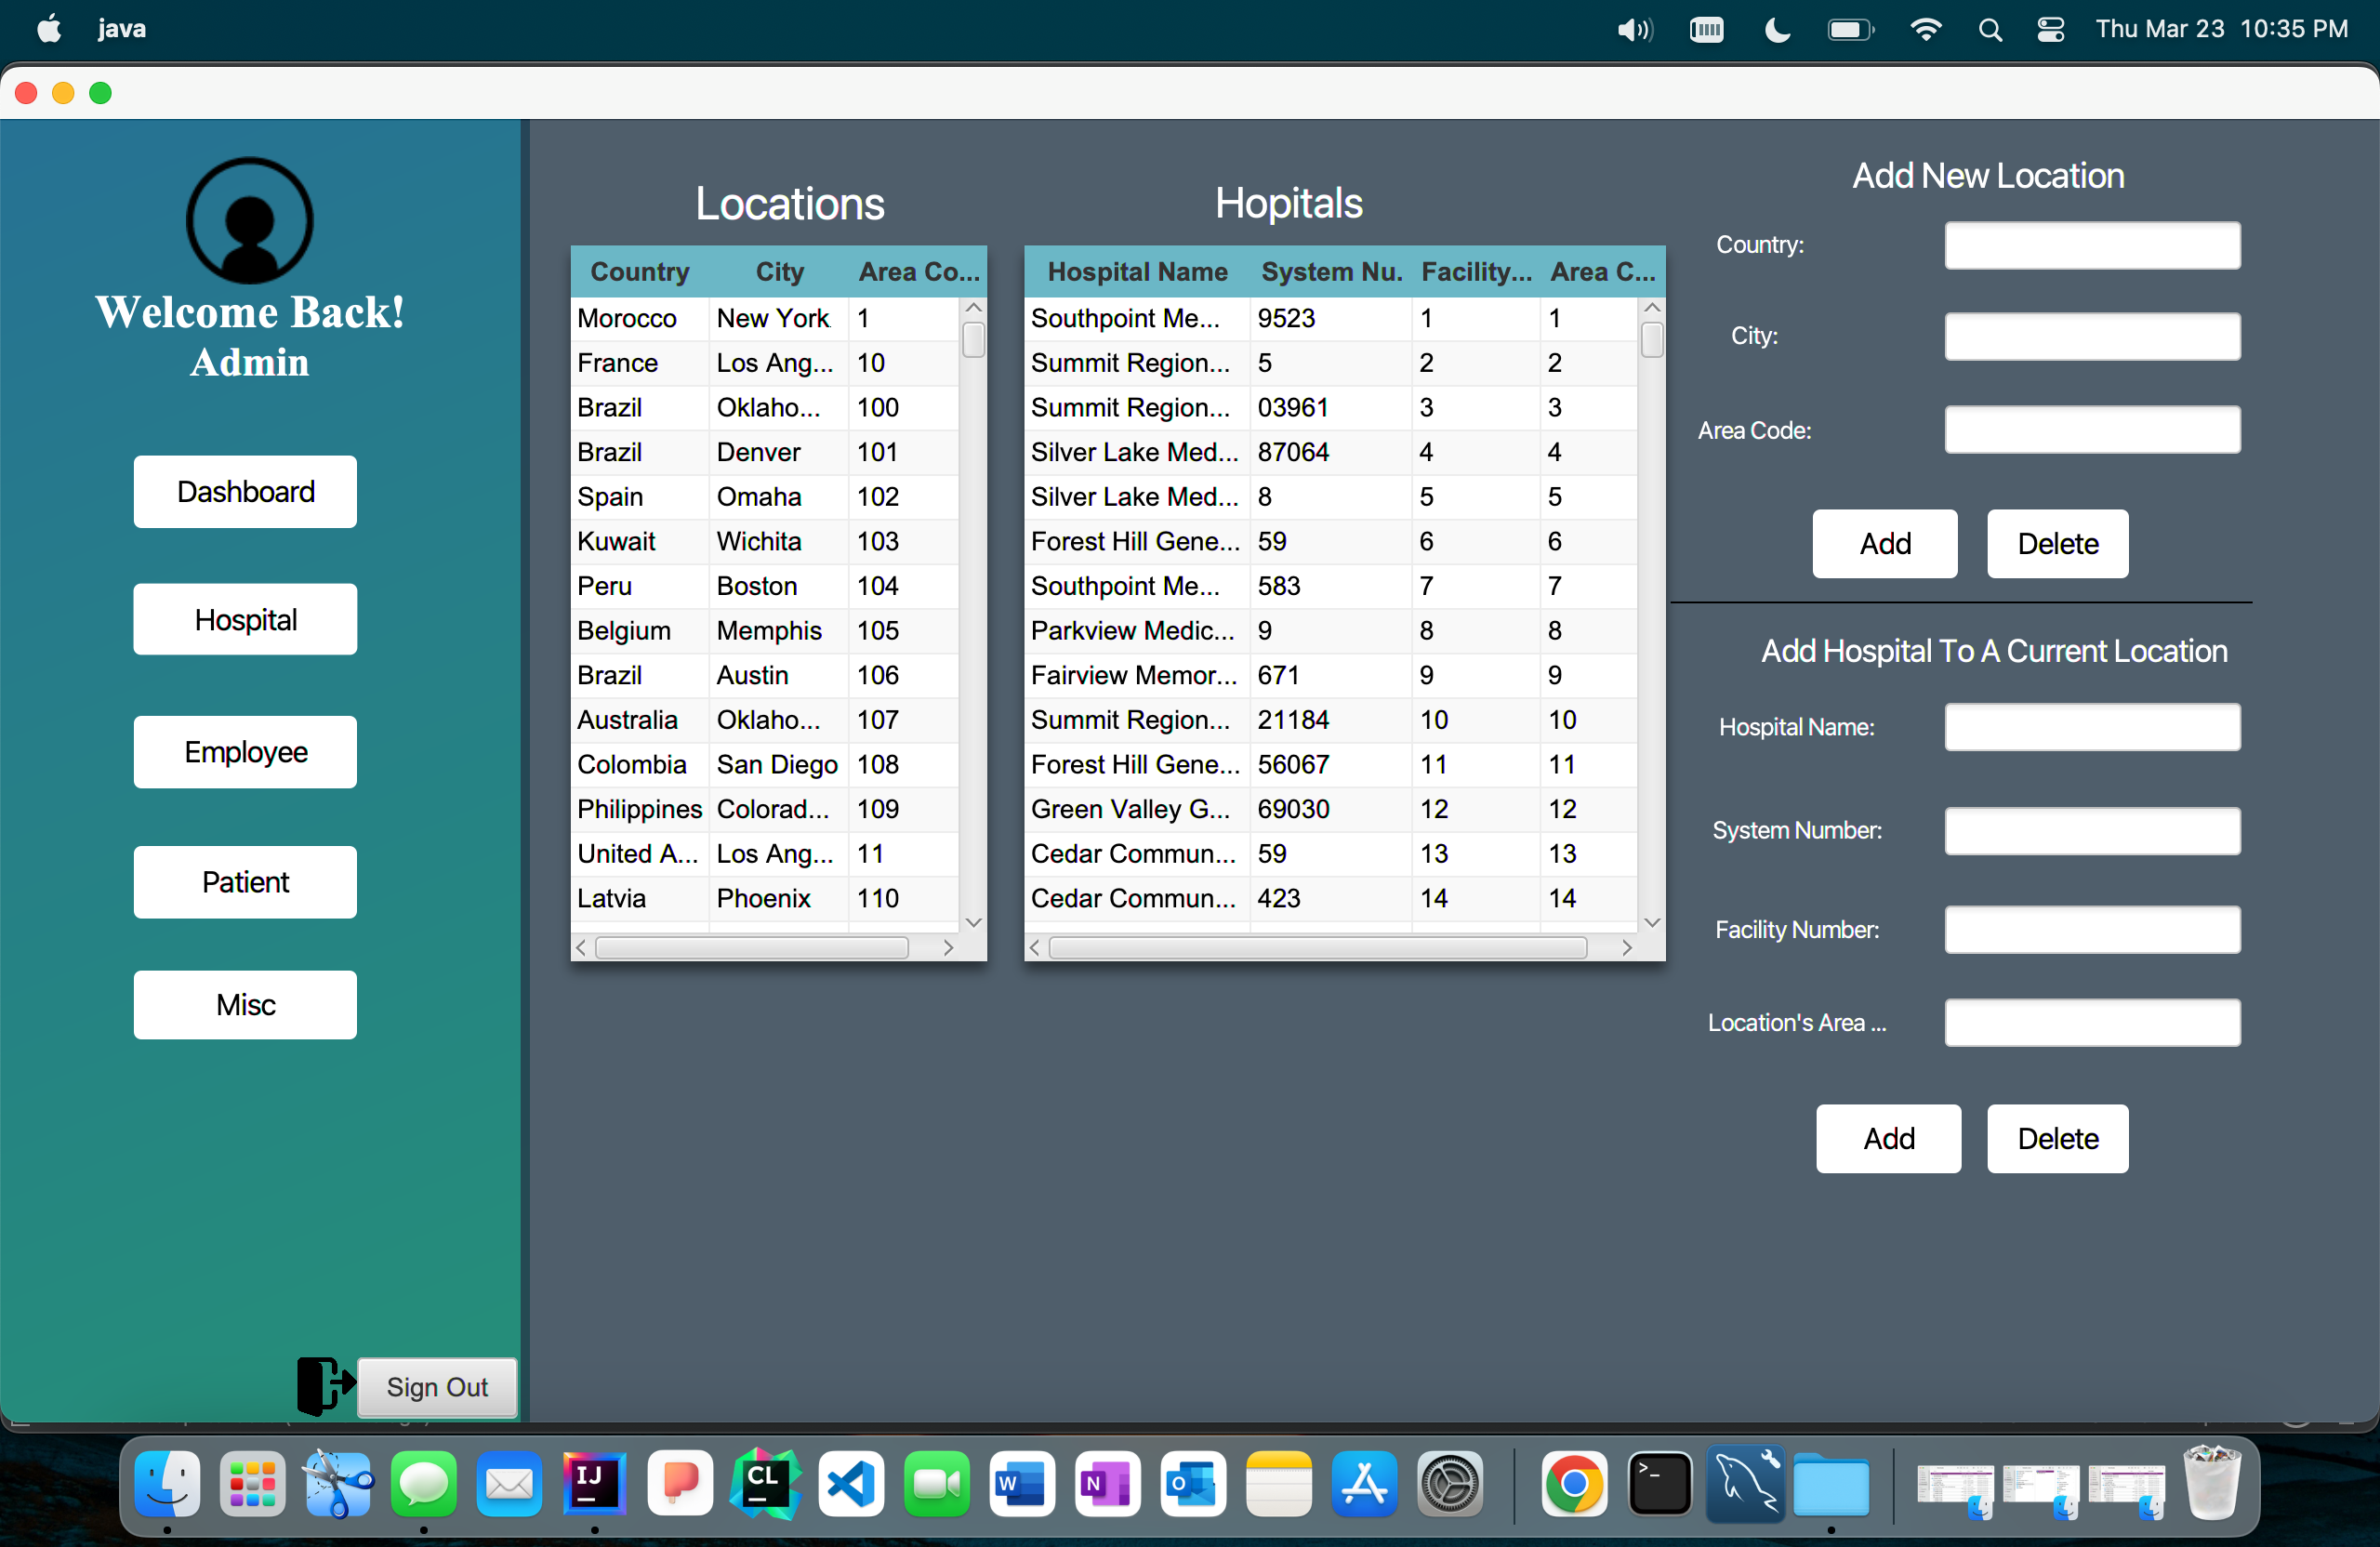 java
Thu Mar 23 10:35 PM
Welcome Back!
Admin
Dashboard
Hospital
Employee
Patient
Misc
Sign Out
Locations
Country City Area Co...
Morocco New York 1
France Los Ang... 10
Brazil Oklaho... 100
Brazil Denver 101
Spain Omaha 102
Kuwait Wichita 103
Peru Boston 104
Belgium Memphis 105
Brazil Austin 106
Australia Oklaho... 107
Colombia San Diego 108
Philippines Colorad... 109
United A... Los Ang... 11
Latvia Phoenix 110
Hopitals
Hospital Name System Nu. Facility... Area C...
Southpoint Me... 9523 1 1
Summit Region... 5 2 2
Summit Region... 03961 3 3
Silver Lake Med... 87064 4 4
Silver Lake Med... 8 5 5
Forest Hill Gene... 59 6 6
Southpoint Me... 583 7 7
Parkview Medic... 9 8 8
Fairview Memor... 671 9 9
Summit Region... 21184 10 10
Forest Hill Gene... 56067 11 11
Green Valley G... 69030 12 12
Cedar Commun... 59 13 13
Cedar Commun... 423 14 14
Add New Location
Country:
City:
Area Code:
Add Delete
Add Hospital To A Current Location
Hospital Name:
System Number:
Facility Number:
Location's Area ...
Add Delete
IJ
P
CL
W
N
O
>_